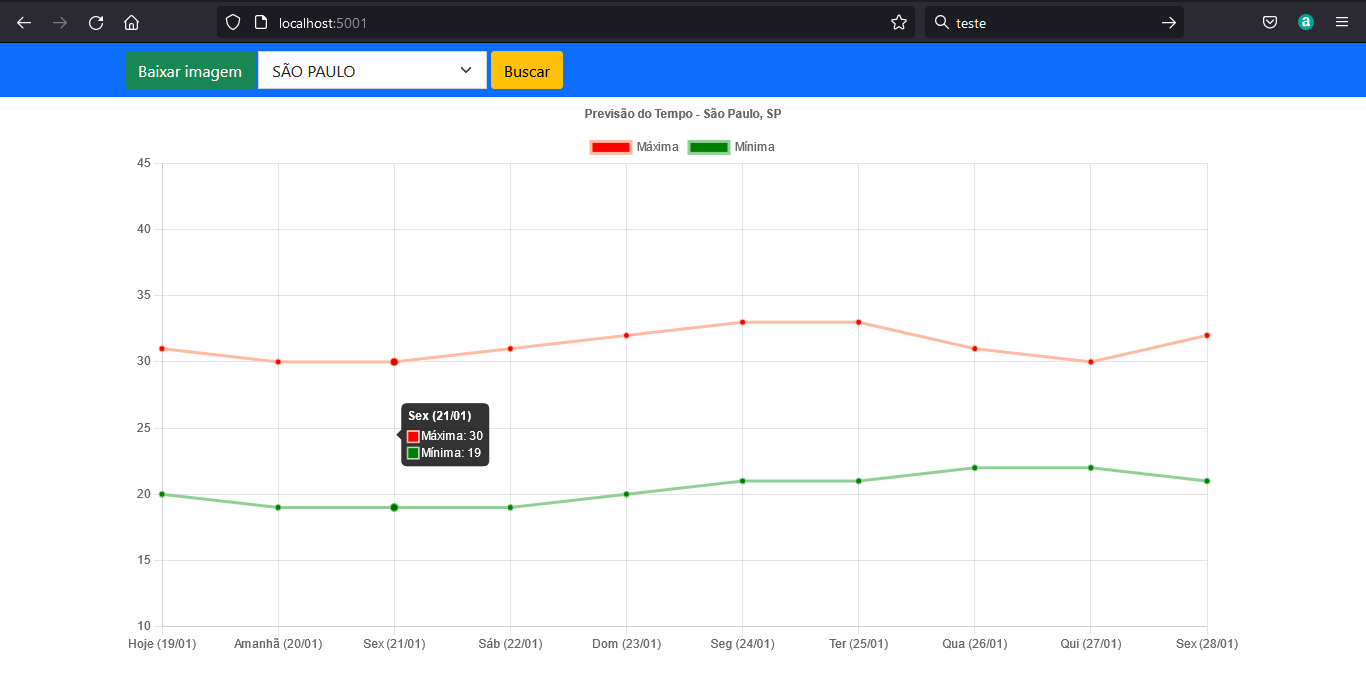 localhost:5001 teste
Baixar imagem SÃO PAULO Buscar
Previsão do Tempo - São Paulo, SP
Máxima Mínima
45
40
35
30
25
20
15
10
Sex (21/01)
Máxima: 30
Mínima: 19
Hoje (19/01) Amanhã (20/01) Sex (21/01) Sáb (22/01) Dom (23/01) Seg (24/01) Ter (25/01) Qua (26/01) Qui (27/01) Sex (28/01)